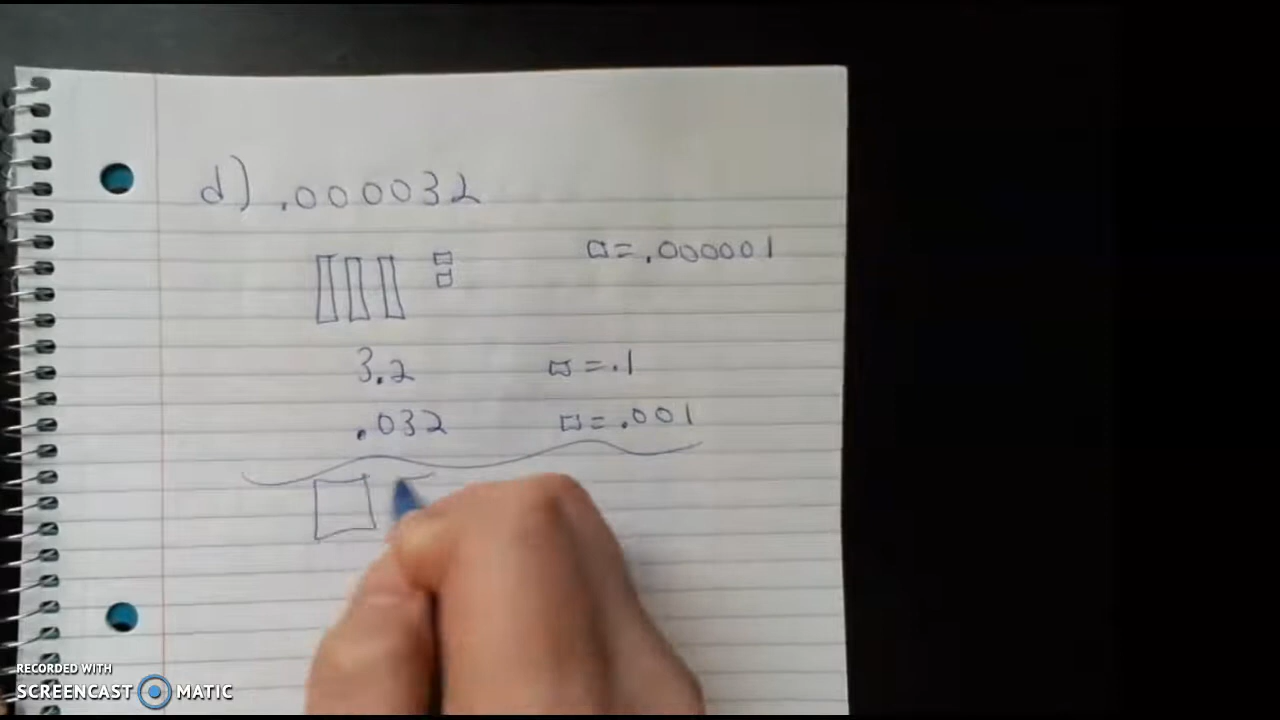 d) .000032
□=.000001
3.2 □=.1
.032 □=.001
RECORDED WITH
SCREENCAST MATIC